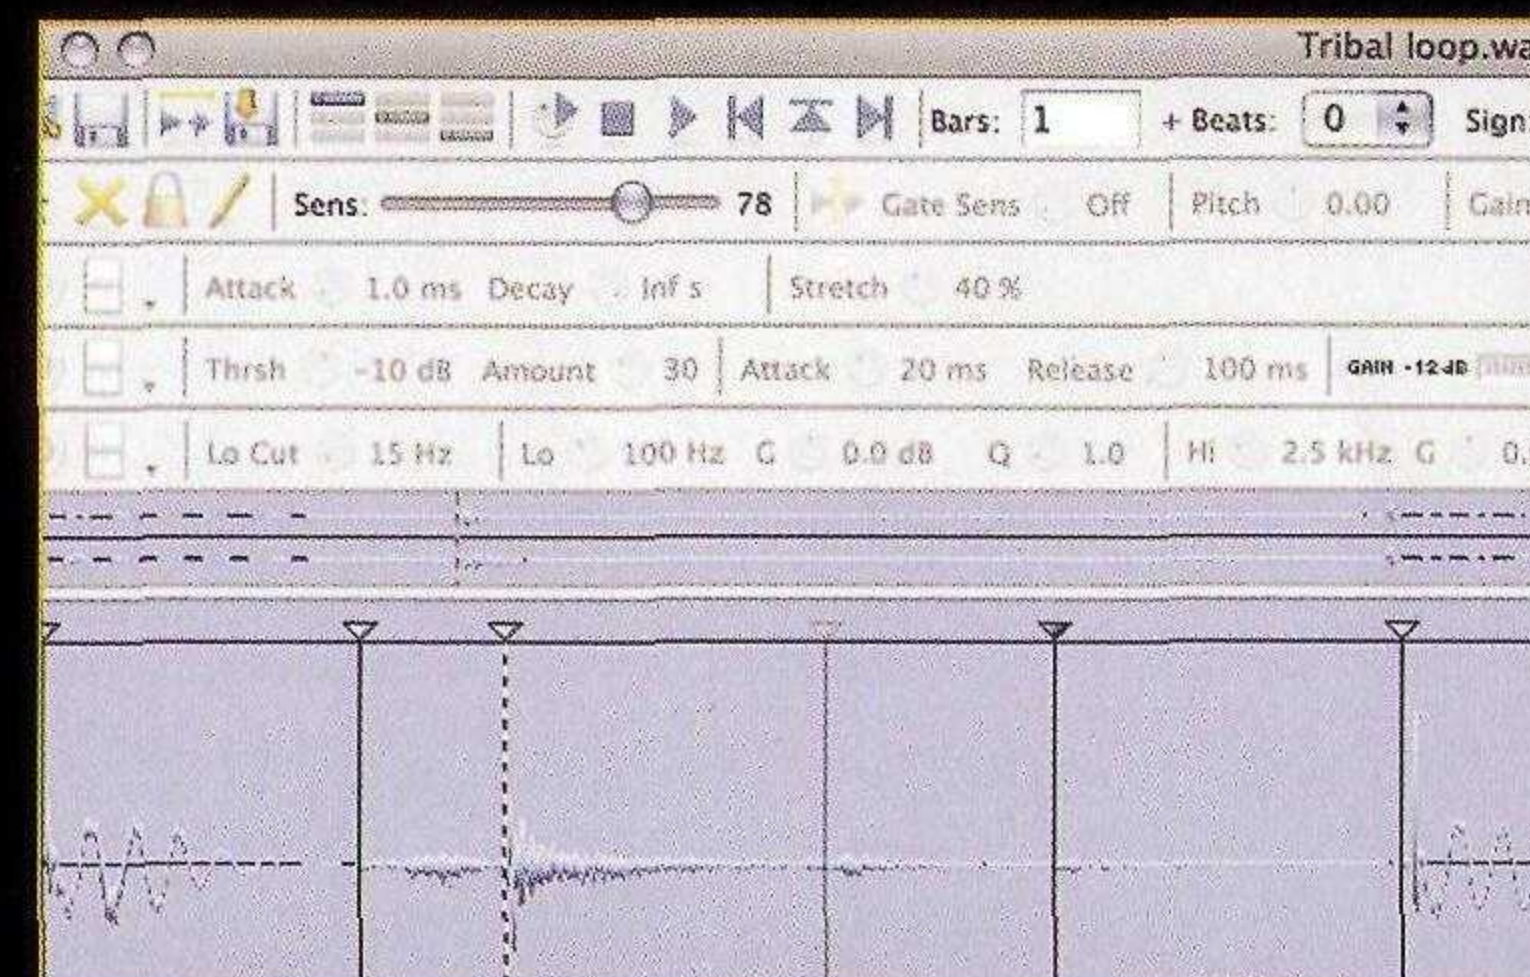 Tribal loop.wa
Bars: 1 + Beats: 0 Sign
Sens: 78 Gate Sens Off Pitch 0.00 Gain
Attack 1.0 ms Decay Inf s Stretch 40 %
Thrsh -10 dB Amount 30 Attack 20 ms Release 100 ms GAIN -12 dB
Lo Cut 15 Hz Lo 100 Hz G 0.0 dB Q 1.0 Hi 2.5 kHz G 0.